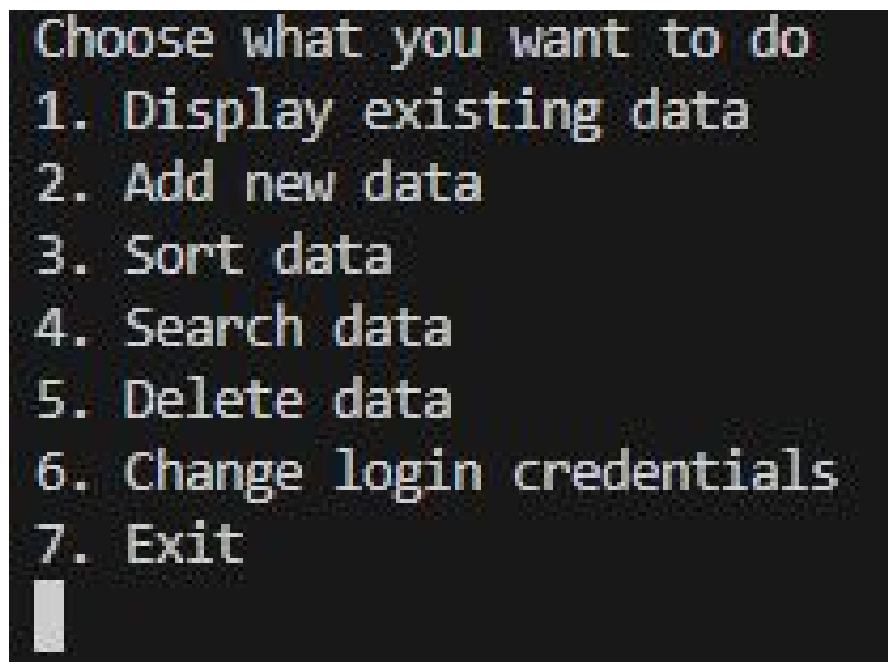 Choose what you want to do
1. Display existing data
2. Add new data
3. Sort data
4. Search data
5. Delete data
6. Change login credentials
7. Exit